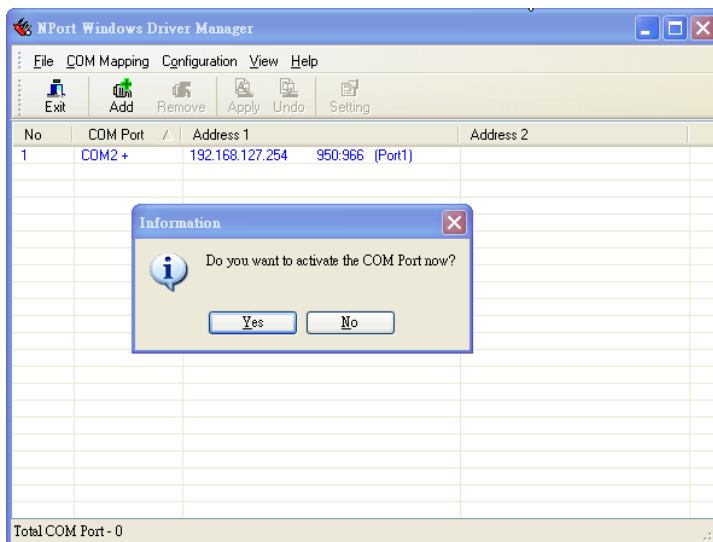 NPort Windows Driver Manager
File COM Mapping Configuration View Help
Exit Add Remove Apply Undo Setting
No COM Port Address 1 Address 2
1 COM2 + 192.168.127.254 950:966 (Port1)
Information
Do you want to activate the COM Port now?
Yes No
Total COM Port - 0